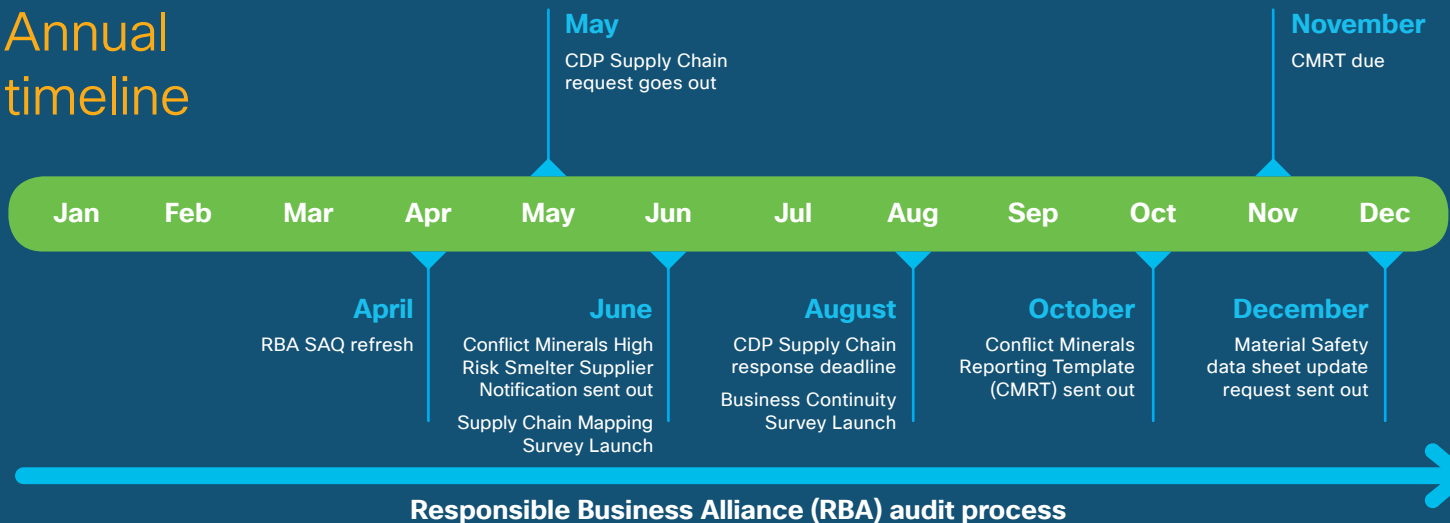 Annual
timeline
May
CDP Supply Chain
request goes out
November
CMRT due
Jan Feb Mar Apr May Jun Jul Aug Sep Oct Nov Dec
April
RBA SAQ refresh
June
Conflict Minerals High
Risk Smelter Supplier
Notification sent out
Supply Chain Mapping
Survey Launch
August
CDP Supply Chain
response deadline
Business Continuity
Survey Launch
October
Conflict Minerals
Reporting Template
(CMRT) sent out
December
Material Safety
data sheet update
request sent out
Responsible Business Alliance (RBA) audit process